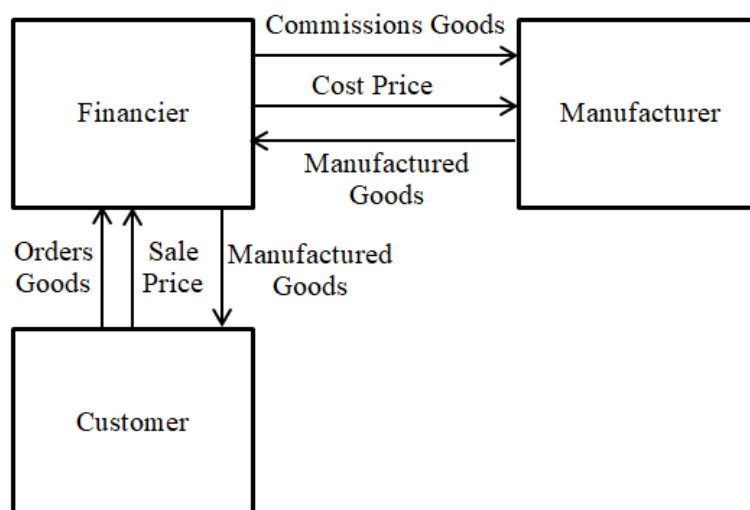 Commissions Goods
Financier
Cost Price
Manufacturer
Manufactured
Goods
Orders
Goods
Sale
Price
Manufactured
Goods
Customer